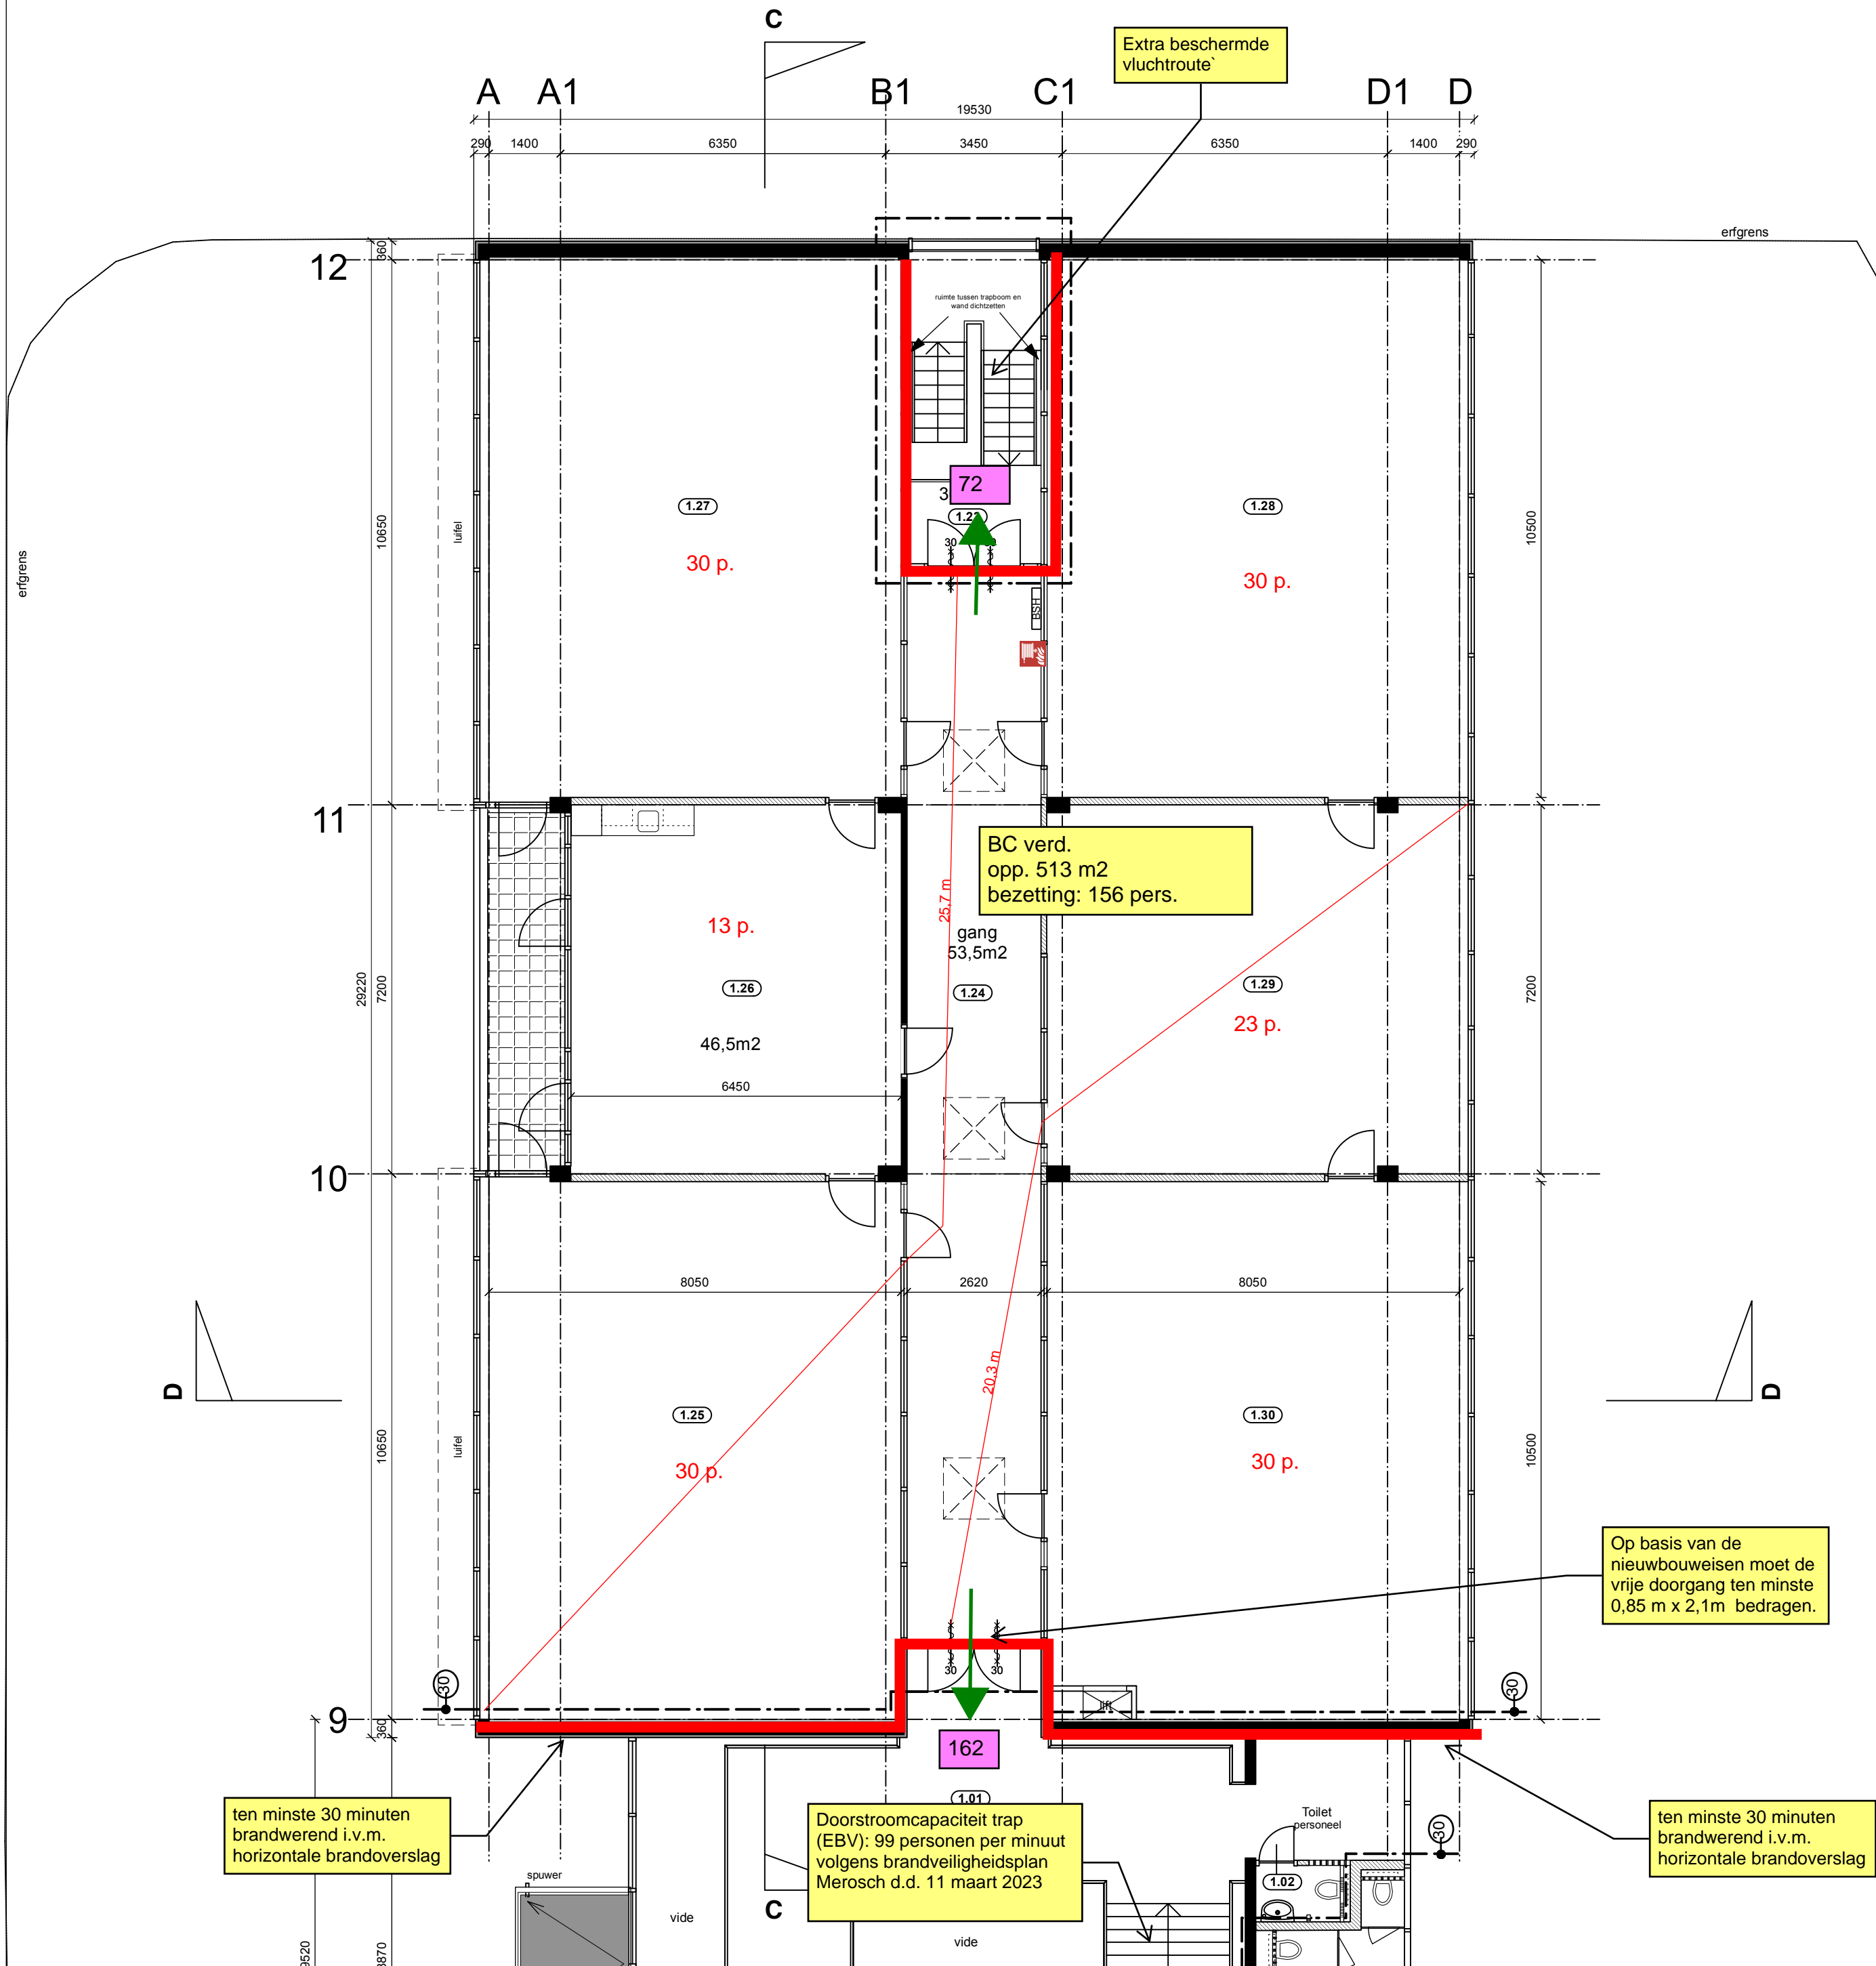 C
Extra beschermde
vluchtroute`
A A1 B1 C1 D1 D
19530
290 1400 6350 3450 6350 1400 290
erfgrens
erfgrens
360
12
ruimte tussen trapboom en
wand dichtzetten
72
3
1.27
1.28
30
30 p.
30 p.
luifel
10650
10500
BSH
11
BC verd.
opp. 513 m2
bezetting: 156 pers.
25,7 m
13 p.
gang
53,5m2
1.26
1.24
1.29
23 p.
29220
7200
7200
46,5m2
6450
10
8050
2620
8050
20,3 m
D
D
1.25
1.30
30 p.
30 p.
luifel
10650
10500
Op basis van de
nieuwbouweisen moet de
vrije doorgang ten minste
0,85 m x 2,1m bedragen.
30
30
30
30
lift
9
360
162
1.01
ten minste 30 minuten
brandwerend i.v.m.
horizontale brandoverslag
Doorstroomcapaciteit trap
(EBV): 99 personen per minuut
volgens brandveiligheidsplan
Merosch d.d. 11 maart 2023
Toilet
personeel
30
ten minste 30 minuten
brandwerend i.v.m.
horizontale brandoverslag
spuwer
1.02
vide
C
vide